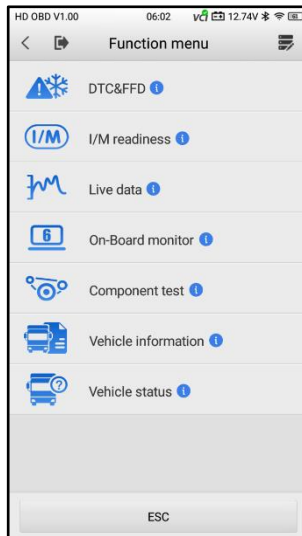 HD OBD V1.00 06:02 vci 12.74V
Function menu
DTC&FFD
I/M I/M readiness
Live data
6 On-Board monitor
Component test
Vehicle information
? Vehicle status
ESC